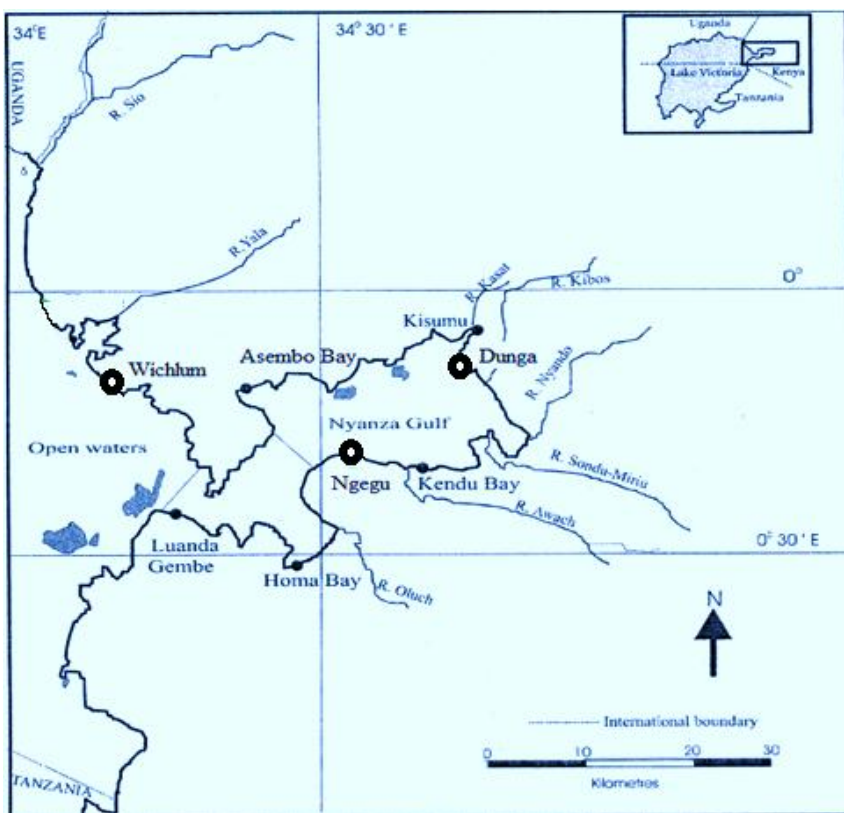 34°E
34° 30' E
Uganda
Lake Victoria
Kenya
Tanzania
UGANDA
R. Sio
R. Yala
0°
R. Kasat
R. Kibos
Kisumu
Dunga
Asembo Bay
Wichlum
R. Nyando
Nyanza Gulf
Open waters
Ngegu
Kendu Bay
R. Sondu-Miriu
R. Awach
Luanda
Gembe
0° 30' E
Homa Bay
R. Oluch
N
International boundary
0 10 20 30
Kilometres
TANZANIA